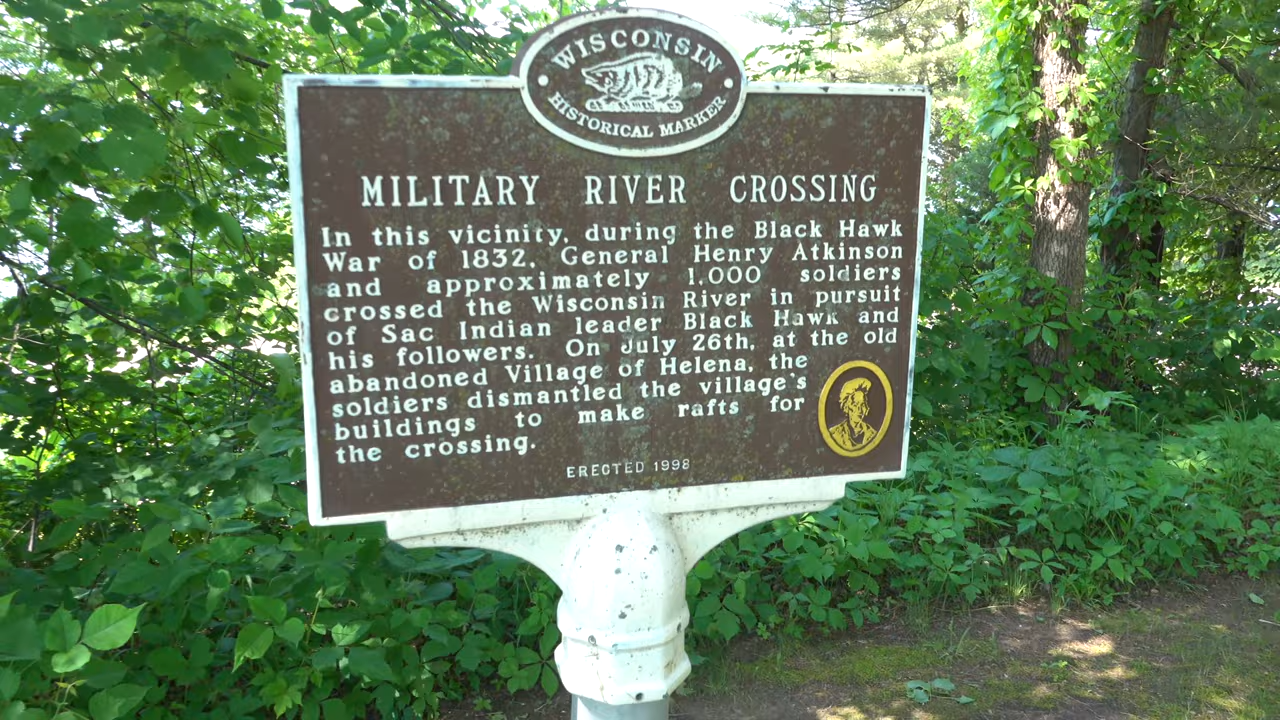 WISCONSIN
HISTORICAL MARKER
MILITARY RIVER CROSSING
In this vicinity, during the Black Hawk
War of 1832, General Henry Atkinson
and approximately 1,000 soldiers
crossed the Wisconsin River in pursuit
of Sac Indian leader Black Hawk and
his followers. On July 26th, at the old
abandoned Village of Helena, the
soldiers dismantled the village's
buildings to make rafts for
the crossing.
ERECTED 1998